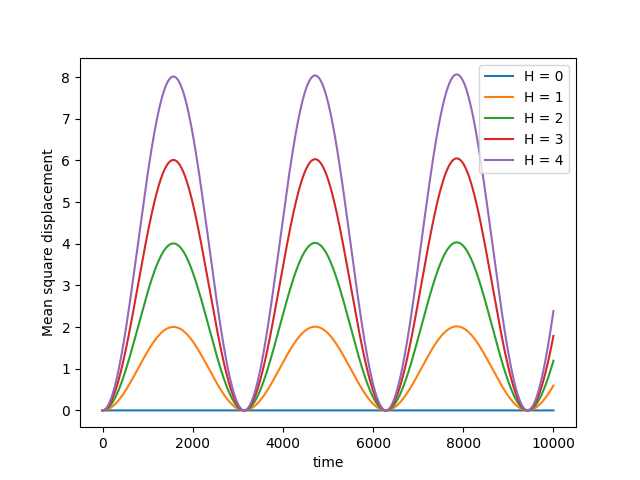 H = 0
H = 1
H = 2
H = 3
H = 4
Mean square displacement
8
7
6
5
4
3
2
1
0
0 2000 4000 6000 8000 10000
time